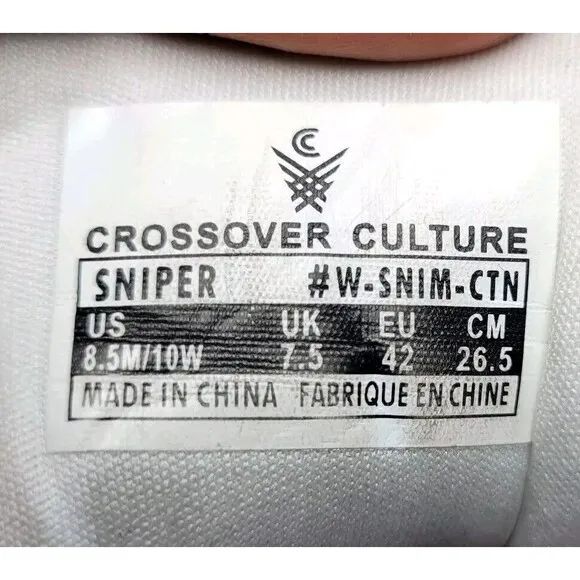 CROSSOVER CULTURE
SNIPER #W-SNIM-CTN
US UK EU CM
8.5M/10W 7.5 42 26.5
MADE IN CHINA FABRIQUE EN CHINE